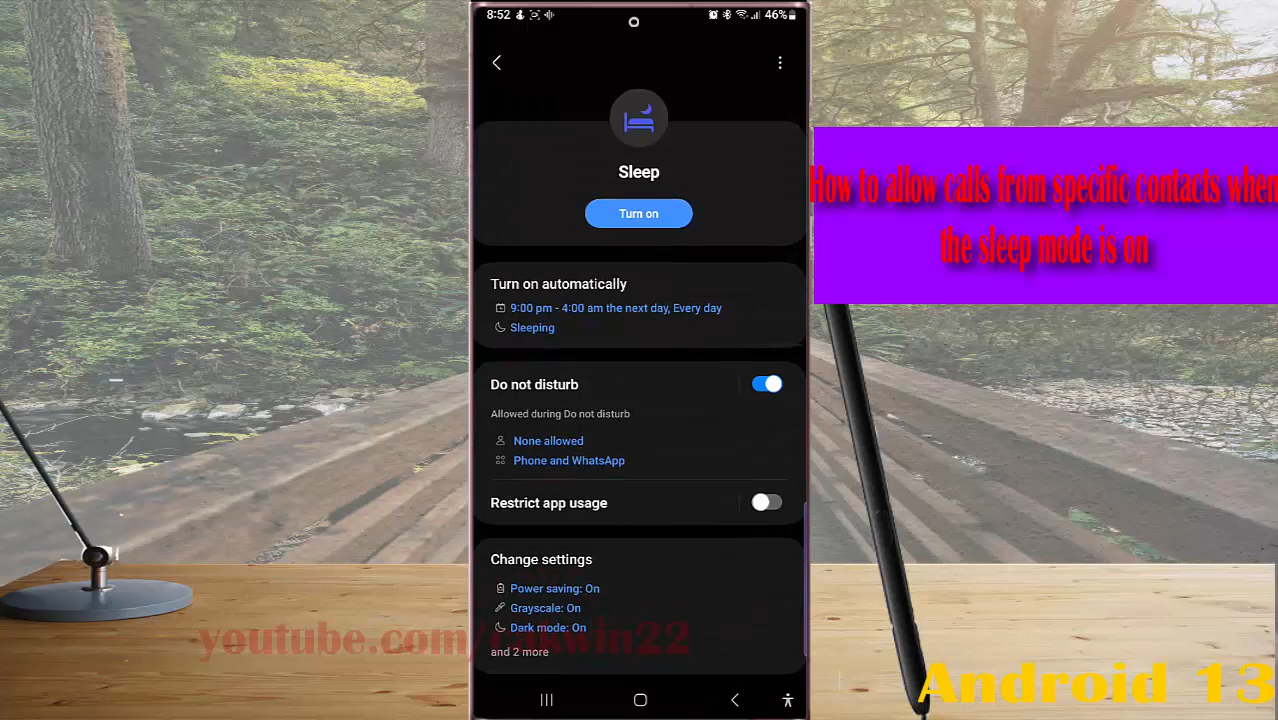 8:52
46%
Sleep
Turn on
Turn on automatically
9:00 pm - 4:00 am the next day, Every day
Sleeping
Do not disturb
Allowed during Do not disturb
None allowed
Phone and WhatsApp
Restrict app usage
Change settings
Power saving: On
Grayscale: On
Dark mode: On
and 2 more
How to allow calls from specific contacts when
the sleep mode is on
youtube.com/
Android 13